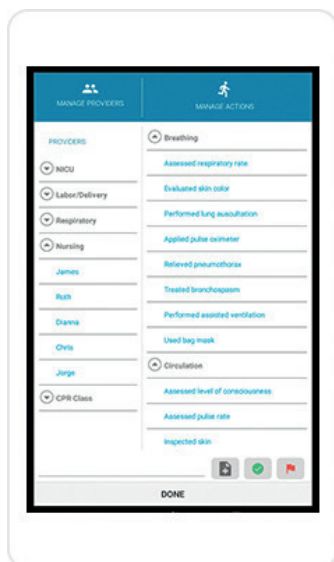 MANAGE PROVIDERS
MANAGE ACTIONS
PROVIDERS
NICU
Labor/Delivery
Respiratory
Nursing
James
Ruth
Dianna
Chris
Jorge
CPR Class
Breathing
Assessed respiratory rate
Evaluated skin color
Performed lung auscultation
Applied pulse oximeter
Relieved pneumothorax
Treated bronchospasm
Performed assisted ventilation
Used bag mask
Circulation
Assessed level of consciousness
Assessed pulse rate
Inspected skin
DONE